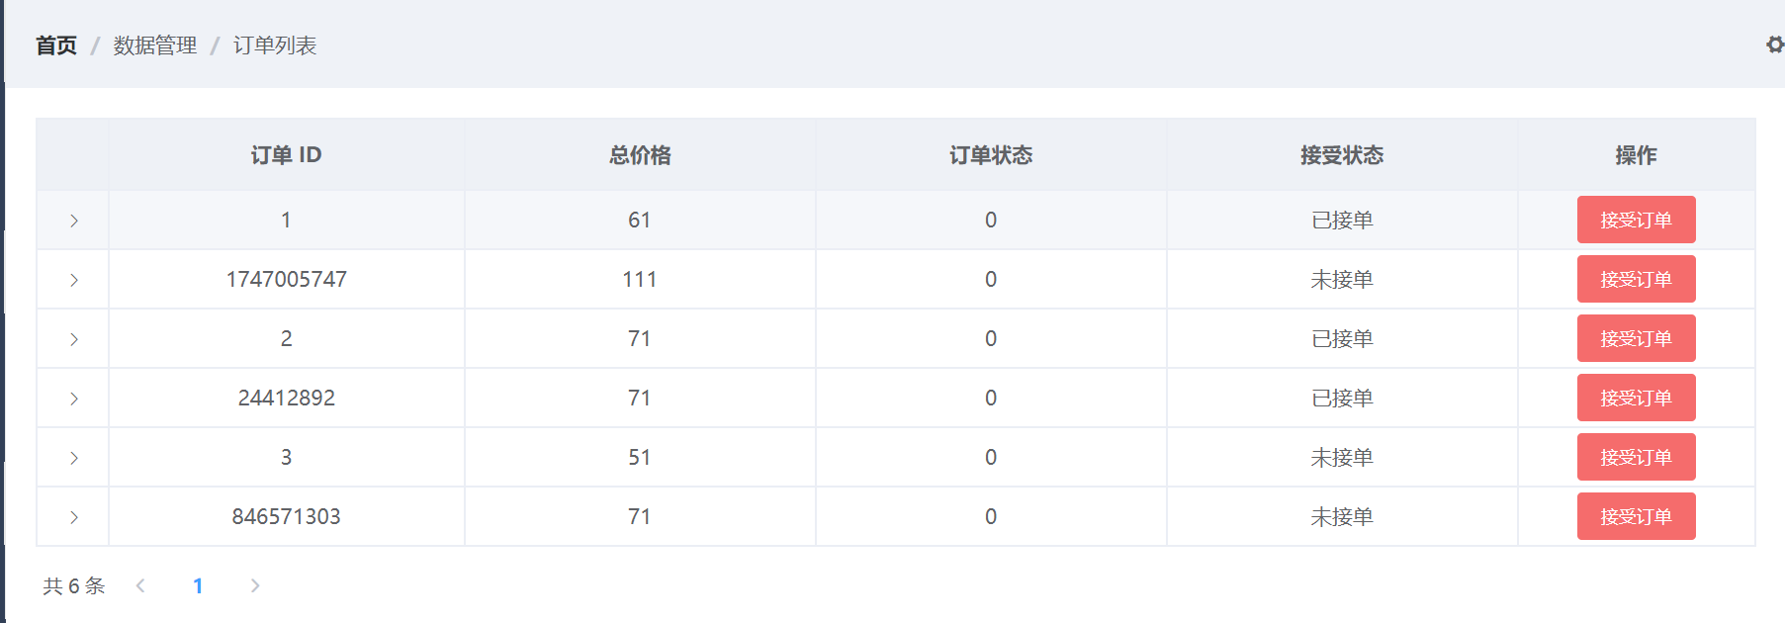 首页 / 数据管理 / 订单列表
订单 ID 总价格 订单状态 接受状态 操作
1 61 0 已接单 接受订单
1747005747 111 0 未接单 接受订单
2 71 0 已接单 接受订单
24412892 71 0 已接单 接受订单
3 51 0 未接单 接受订单
846571303 71 0 未接单 接受订单
共 6 条 1